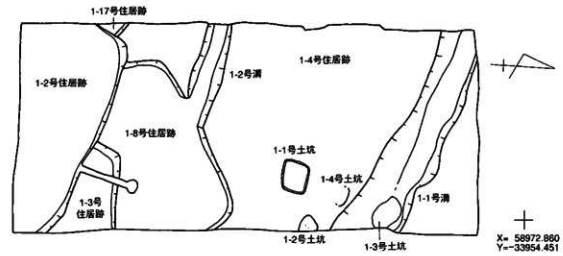 1-17号住居跡
1-2号住居跡
1-2号溝
1-4号住居跡
1-8号住居跡
1-1号土坑
1-4号土坑
1-3号
住居跡
1-1号溝
1-2号土坑
1-3号土坑
X= 58972.860
Y=-33954.451